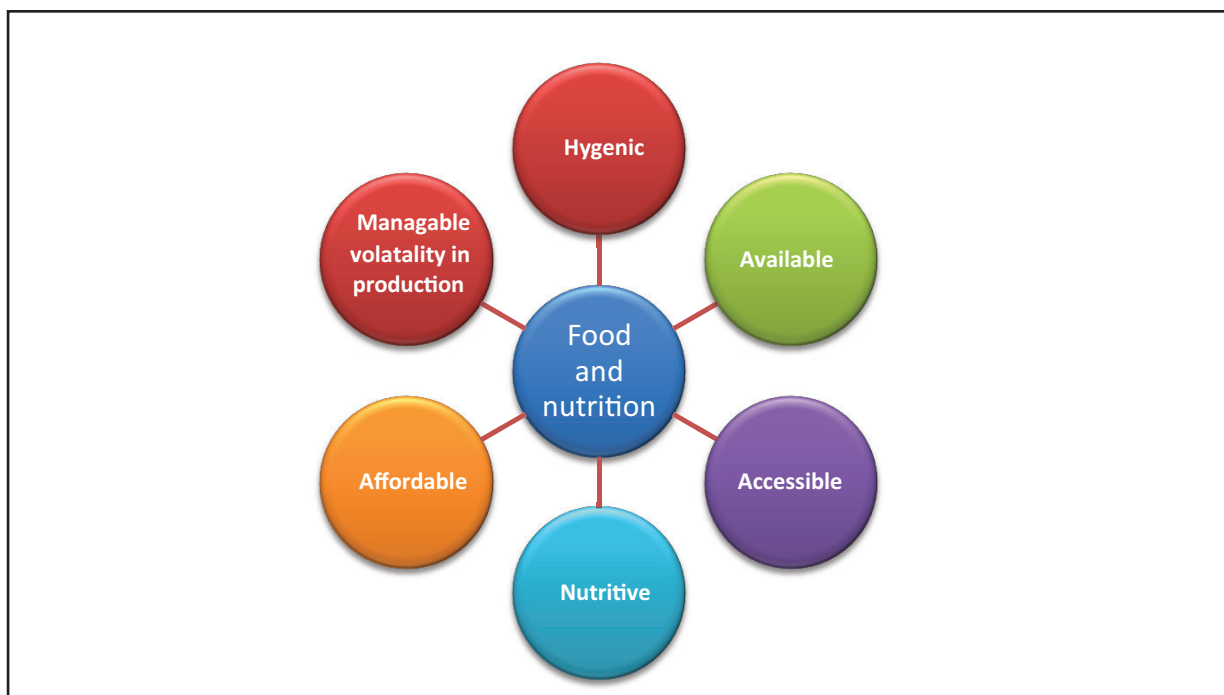 Hygenic
Managable
volatality in
production
Available
Food
and
nutrition
Affordable
Accessible
Nutritive